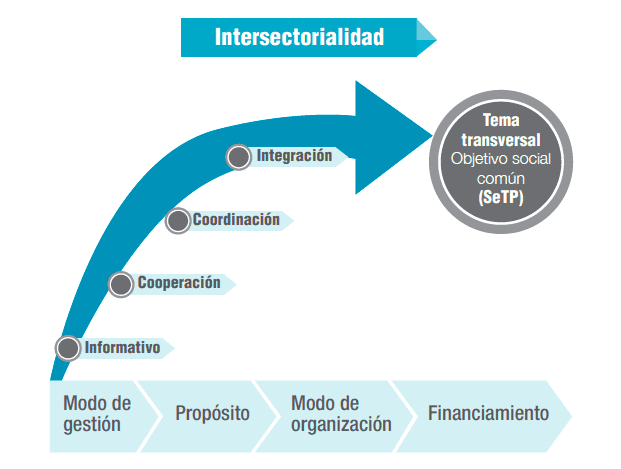 Intersectorialidad
Tema
transversal
Objetivo social
común
(SeTP)
Integración
Coordinación
Cooperación
Informativo
Modo de
gestión
Propósito
Modo de
organización
Financiamiento